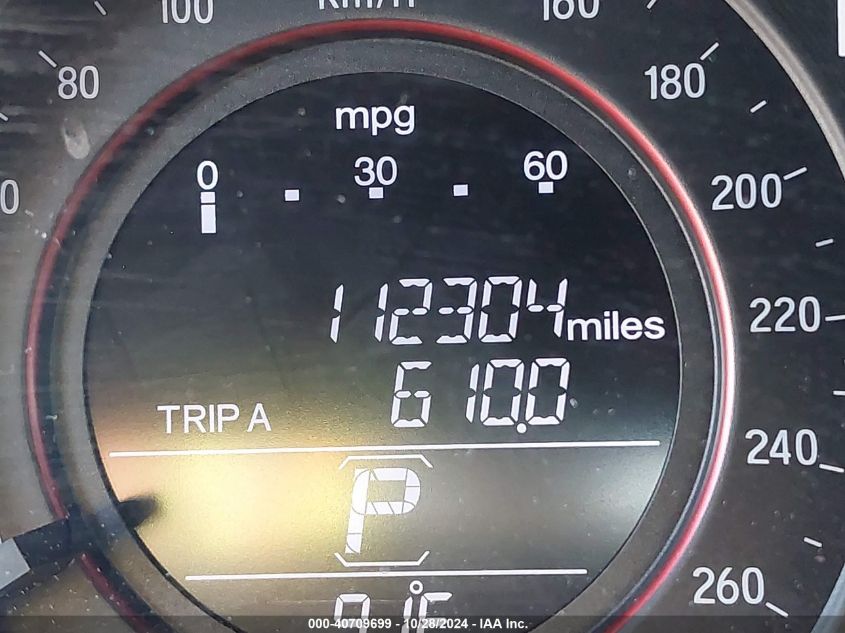 100 km/h 160
80 180
mpg
0 30 60
200
112304 miles
220
TRIP A 610.0
240
P
260
000-40709699 - 10/28/2024 - IAA Inc.